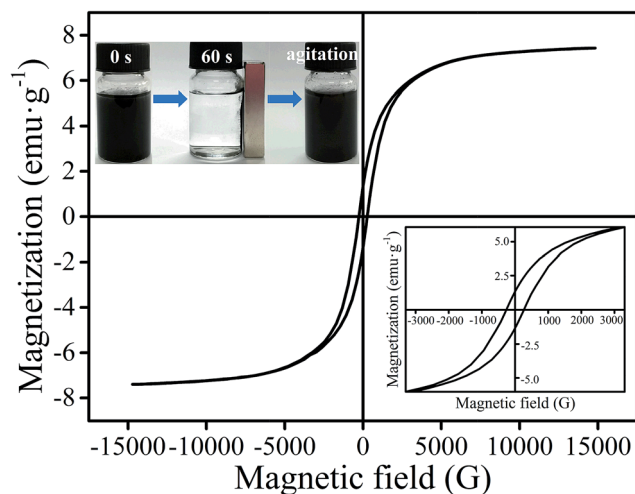 8
6
4
2
0
-2
-4
-6
-8
Magnetization (emu·g⁻¹)
0 s
60 s
agitation
5.0
2.5
-2.5
-5.0
-3000 -2000 -1000 0 1000 2000 3000
Magnetization (emu·g⁻¹)
Magnetic field (G)
-15000 -10000 -5000 0 5000 10000 15000
Magnetic field (G)